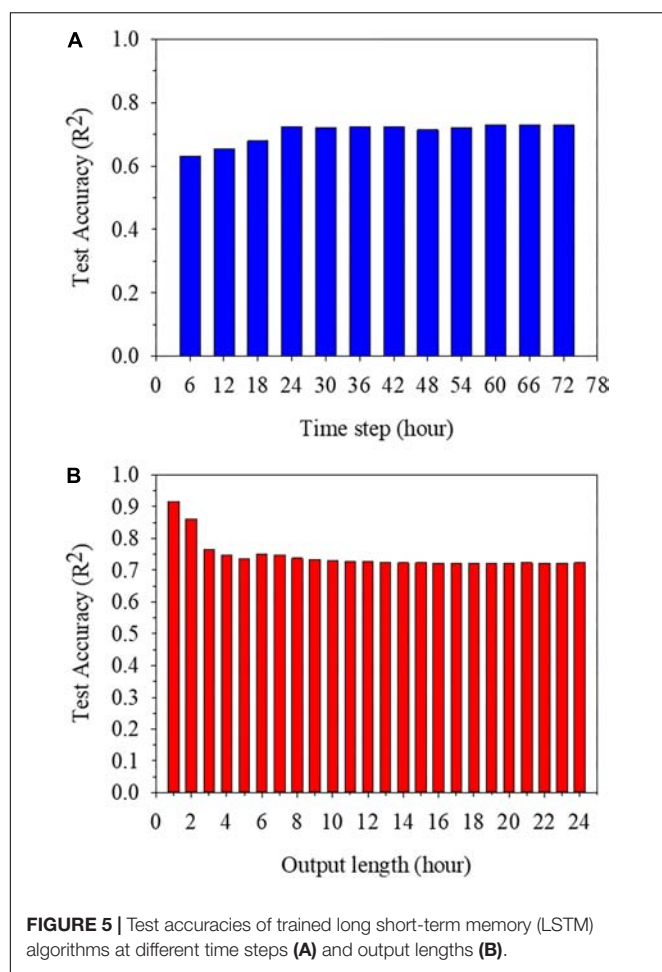 A
Test Accuracy (R2)
1.0
0.8
0.6
0.4
0.2
0.0
0 6 12 18 24 30 36 42 48 54 60 66 72 78
Time step (hour)
B
Test Accuracy (R2)
1.0
0.9
0.8
0.7
0.6
0.5
0.4
0.3
0.2
0.1
0.0
0 2 4 6 8 10 12 14 16 18 20 22 24
Output length (hour)
FIGURE 5 | Test accuracies of trained long short-term memory (LSTM)
algorithms at different time steps (A) and output lengths (B).